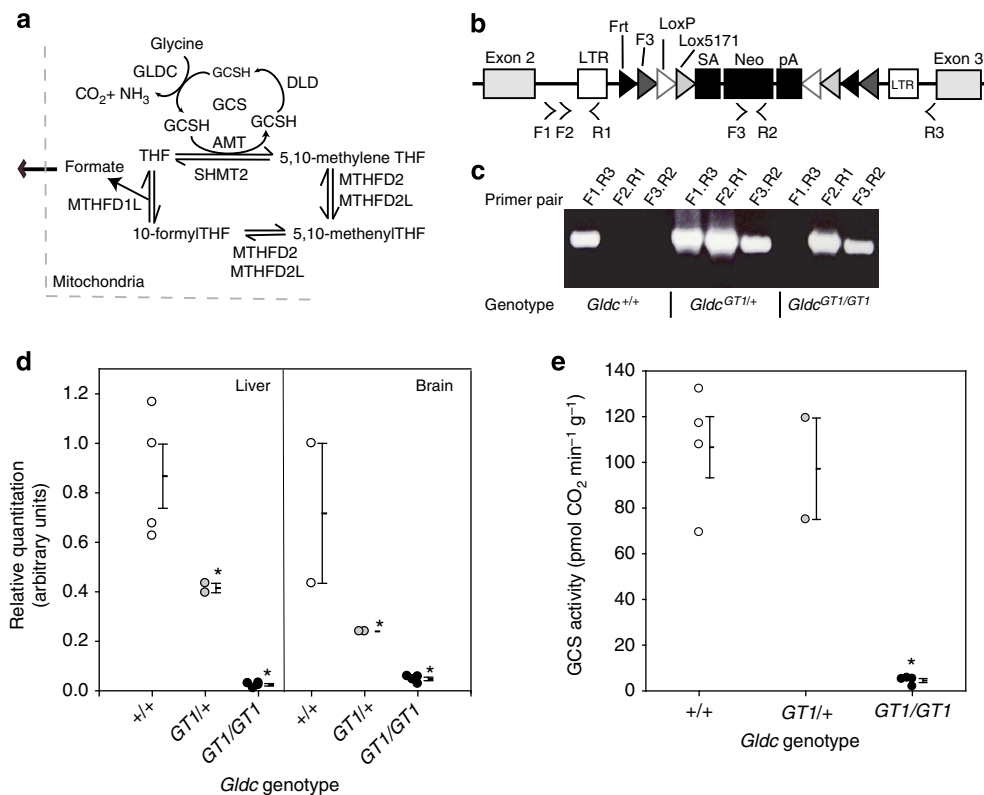 a
Glycine
GLDC
GCSH
DLD
CO2+ NH3
GCS
GCSH
GCSH
AMT
THF
5,10-methylene THF
SHMT2
Formate
MTHFD2
MTHFD2L
MTHFD1L
10-formylTHF
5,10-methenylTHF
MTHFD2
MTHFD2L
Mitochondria
b
Frt
F3
LoxP
Lox5171
Exon 2
LTR
SA
Neo
pA
LTR
Exon 3
F1
F2
R1
F3
R2
R3
c
Primer pair
F1.R3
F2.R1
F3.R2
F1.R3
F2.R1
F3.R2
F1.R3
F2.R1
F3.R2
Genotype
Gldc+/+
GldcGT1/+
GldcGT1/GT1
d
Liver
Brain
Relative quantitation
(arbitrary units)
1.2
1.0
0.8
0.6
0.4
0.2
0.0
*
*
*
*
+/+
GT1/+
GT1/GT1
+/+
GT1/+
GT1/GT1
Gldc genotype
e
GCS activity (pmol CO2 min–1 g–1)
140
120
100
80
60
40
20
0
*
+/+
GT1/+
GT1/GT1
Gldc genotype